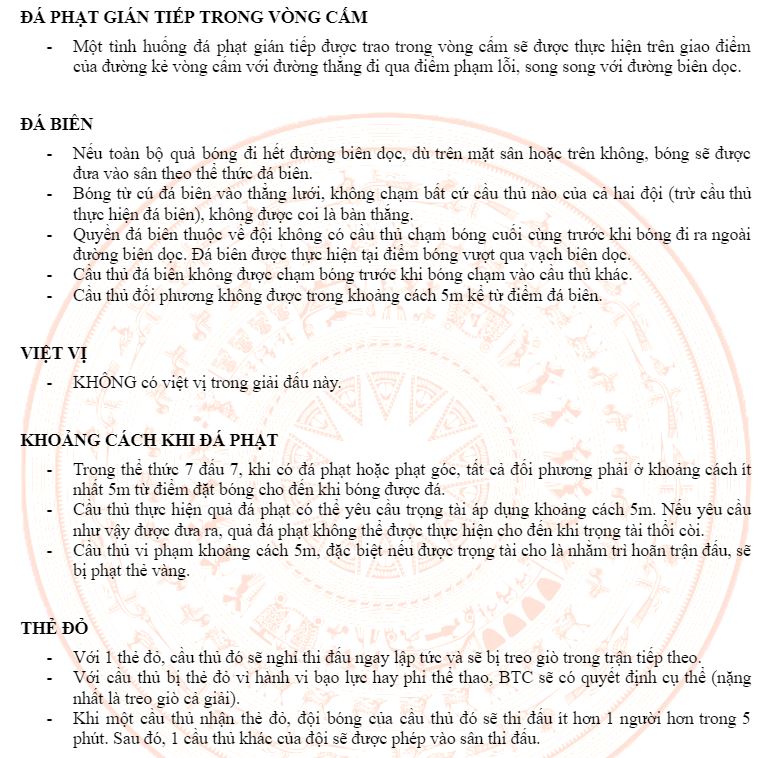 ĐÁ PHẠT GIÁN TIẾP TRONG VÒNG CẤM
- Một tình huống đá phạt gián tiếp được trao trong vòng cấm sẽ được thực hiện trên giao điểm
của đường kẻ vòng cấm với đường thẳng đi qua điểm phạm lỗi, song song với đường biên dọc.
ĐÁ BIÊN
- Nếu toàn bộ quả bóng đi hết đường biên dọc, dù trên mặt sân hoặc trên không, bóng sẽ được
đưa vào sân theo thể thức đá biên.
- Bóng từ cú đá biên vào thẳng lưới, không chạm bất cứ cầu thủ nào của cả hai đội (trừ cầu thủ
thực hiện đá biên), không được coi là bàn thắng.
- Quyền đá biên thuộc về đội không có cầu thủ chạm bóng cuối cùng trước khi bóng đi ra ngoài
đường biên dọc. Đá biên được thực hiện tại điểm bóng vượt qua vạch biên dọc.
- Cầu thủ đá biên không được chạm bóng trước khi bóng chạm vào cầu thủ khác.
- Cầu thủ đối phương không được trong khoảng cách 5m kể từ điểm đá biên.
VIỆT VỊ
- KHÔNG có việt vị trong giải đấu này.
KHOẢNG CÁCH KHI ĐÁ PHẠT
- Trong thể thức 7 đấu 7, khi có đá phạt hoặc phạt góc, tất cả đối phương phải ở khoảng cách ít
nhất 5m từ điểm đặt bóng cho đến khi bóng được đá.
- Cầu thủ thực hiện quả đá phạt có thể yêu cầu trọng tài áp dụng khoảng cách 5m. Nếu yêu cầu
như vậy được đưa ra, quả đá phạt không thể được thực hiện cho đến khi trọng tài thổi còi.
- Cầu thủ vi phạm khoảng cách 5m, đặc biệt nếu được trọng tài cho là nhằm trì hoãn trận đấu, sẽ
bị phạt thẻ vàng.
THẺ ĐỎ
- Với 1 thẻ đỏ, cầu thủ đó sẽ nghỉ thi đấu ngay lập tức và sẽ bị treo giò trong trận tiếp theo.
- Với cầu thủ bị thẻ đỏ vì hành vi bạo lực hay phi thể thao, BTC sẽ có quyết định cụ thể (nặng
nhất là treo giò cả giải).
- Khi một cầu thủ nhận thẻ đỏ, đội bóng của cầu thủ đó sẽ thi đấu ít hơn 1 người hơn trong 5
phút. Sau đó, 1 cầu thủ khác của đội sẽ được phép vào sân thi đấu.